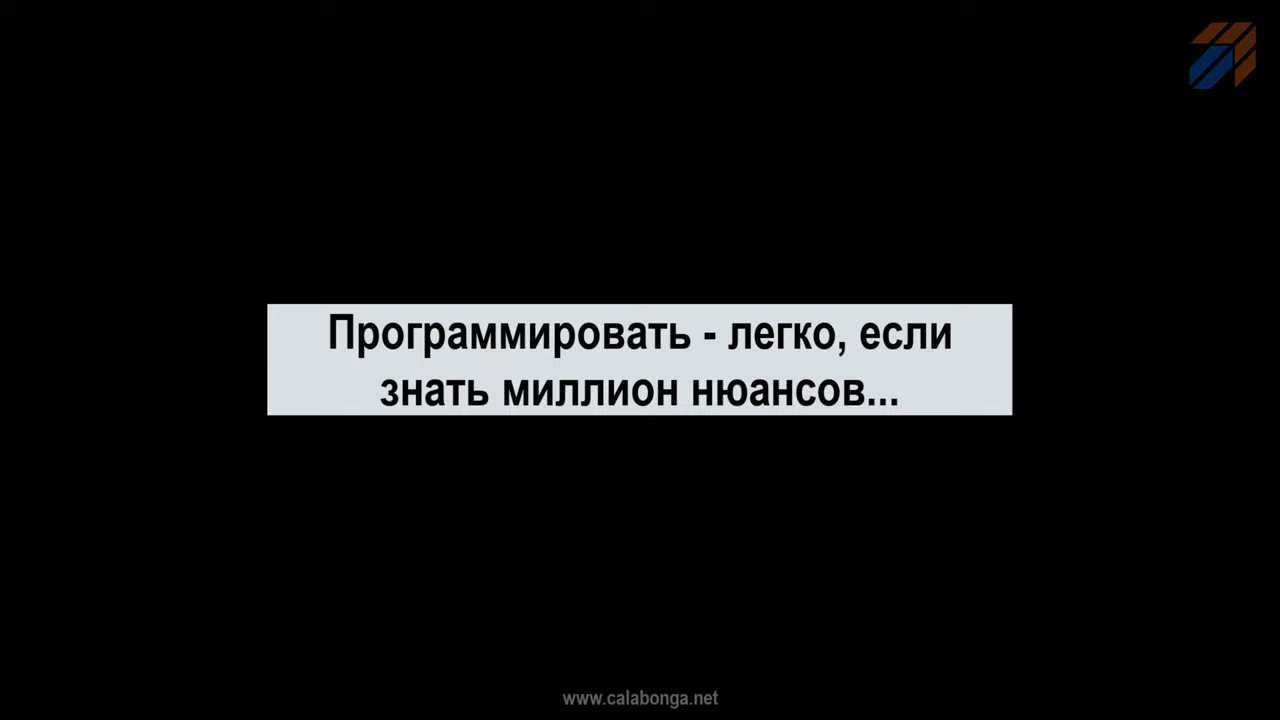 Программировать - легко, если
знать миллион нюансов...
www.calabonga.net